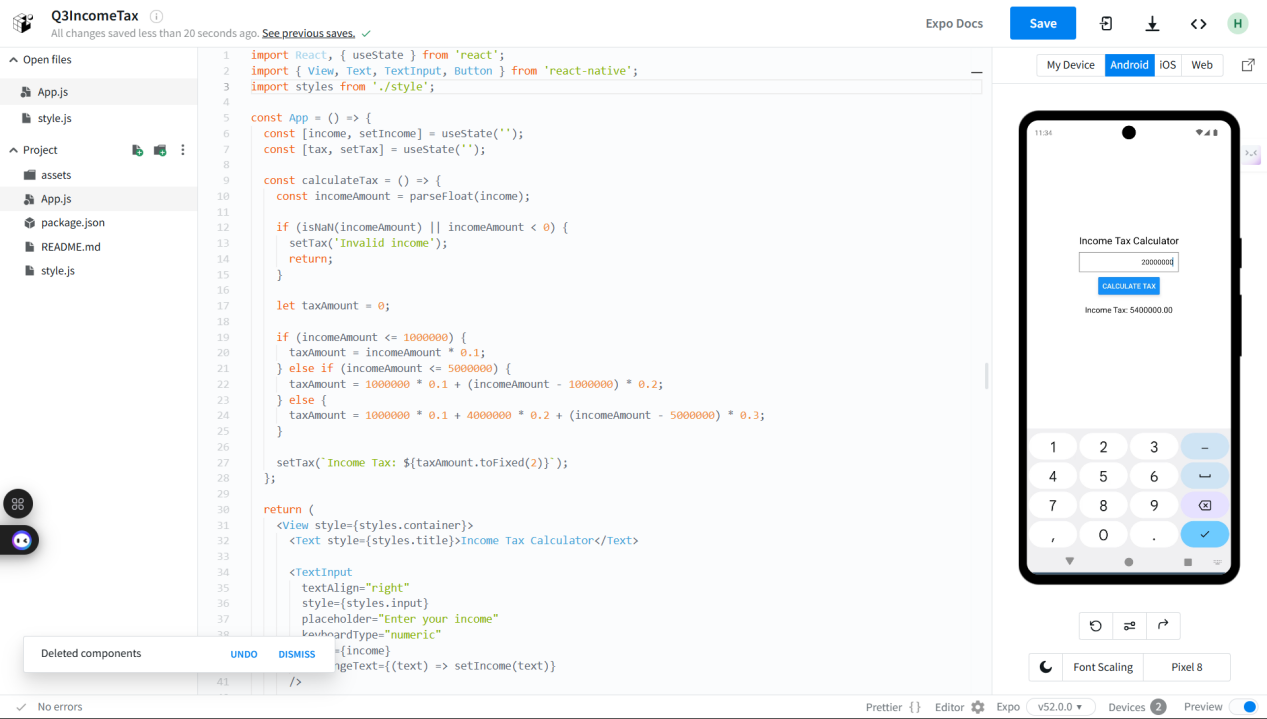 Q3IncomeTax
All changes saved less than 20 seconds ago. See previous saves.
Expo Docs
Save
H
Open files
App.js
style.js
Project
assets
App.js
package.json
README.md
style.js
1 import React, { useState } from 'react';
2 import { View, Text, TextInput, Button } from 'react-native';
3 import styles from './style';
4
5 const App = () => {
6 const [income, setIncome] = useState('');
7 const [tax, setTax] = useState('');
8
9 const calculateTax = () => {
10 const incomeAmount = parseFloat(income);
11
12 if (isNaN(incomeAmount) || incomeAmount < 0) {
13 setTax('Invalid income');
14 return;
15 }
16
17 let taxAmount = 0;
18
19 if (incomeAmount <= 1000000) {
20 taxAmount = incomeAmount * 0.1;
21 } else if (incomeAmount <= 5000000) {
22 taxAmount = 1000000 * 0.1 + (incomeAmount - 1000000) * 0.2;
23 } else {
24 taxAmount = 1000000 * 0.1 + 4000000 * 0.2 + (incomeAmount - 5000000) * 0.3;
25 }
26
27 setTax(`Income Tax: ${taxAmount.toFixed(2)}`);
28 };
29
30 return (
31 <View style={styles.container}>
32 <Text style={styles.title}>Income Tax Calculator</Text>
33
34 <TextInput
35 textAlign="right"
36 style={styles.input}
37 placeholder="Enter your income"
38 keyboardType="numeric"
={income}
ngeText={(text) => setIncome(text)}
41 />
Deleted components
UNDO
DISMISS
My Device
Android
iOS
Web
11:34
Income Tax Calculator
20000000
CALCULATE TAX
Income Tax: 5400000.00
1 2 3 –
4 5 6
7 8 9
, 0 .
Font Scaling
Pixel 8
No errors
Prettier { }
Editor
Expo
v52.0.0
Devices 2
Preview